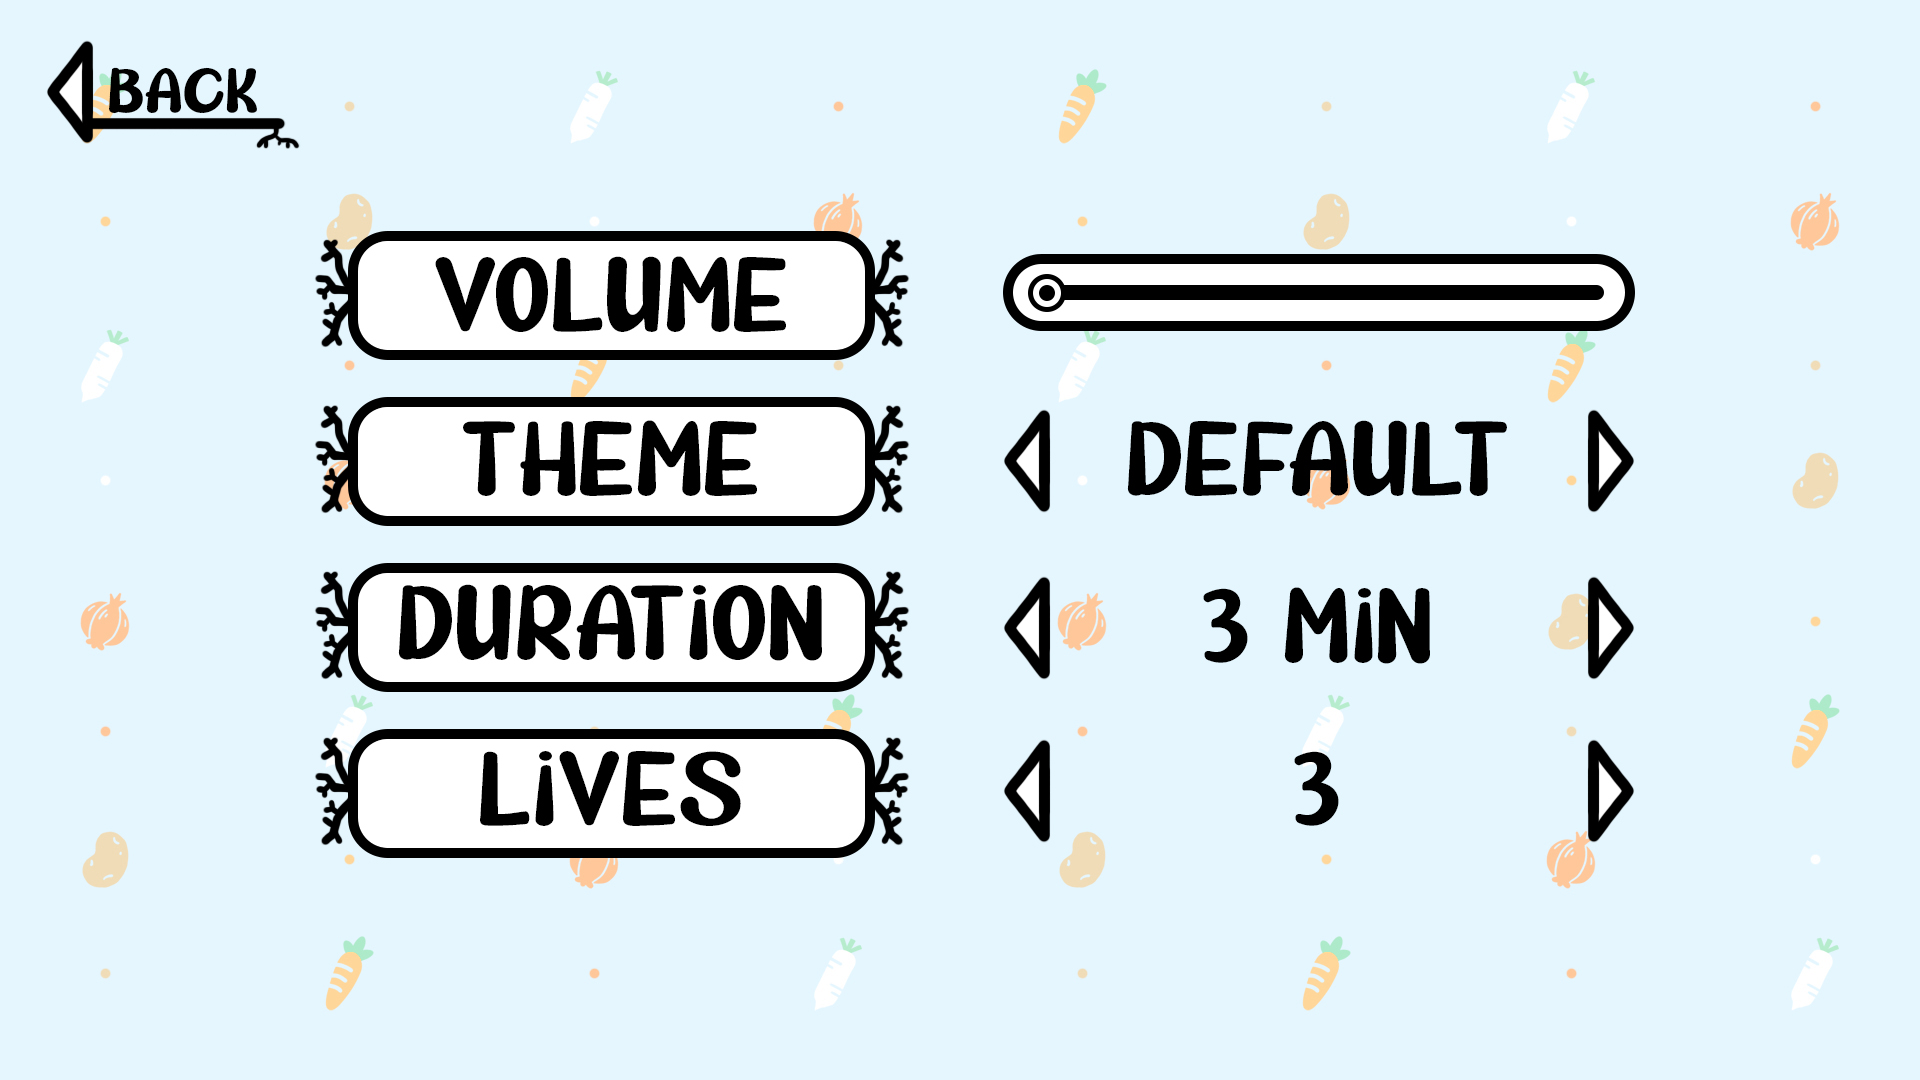 BACK
VOLUME
THEME
DEFAULT
DURATiON
3 MiN
LiVES
3